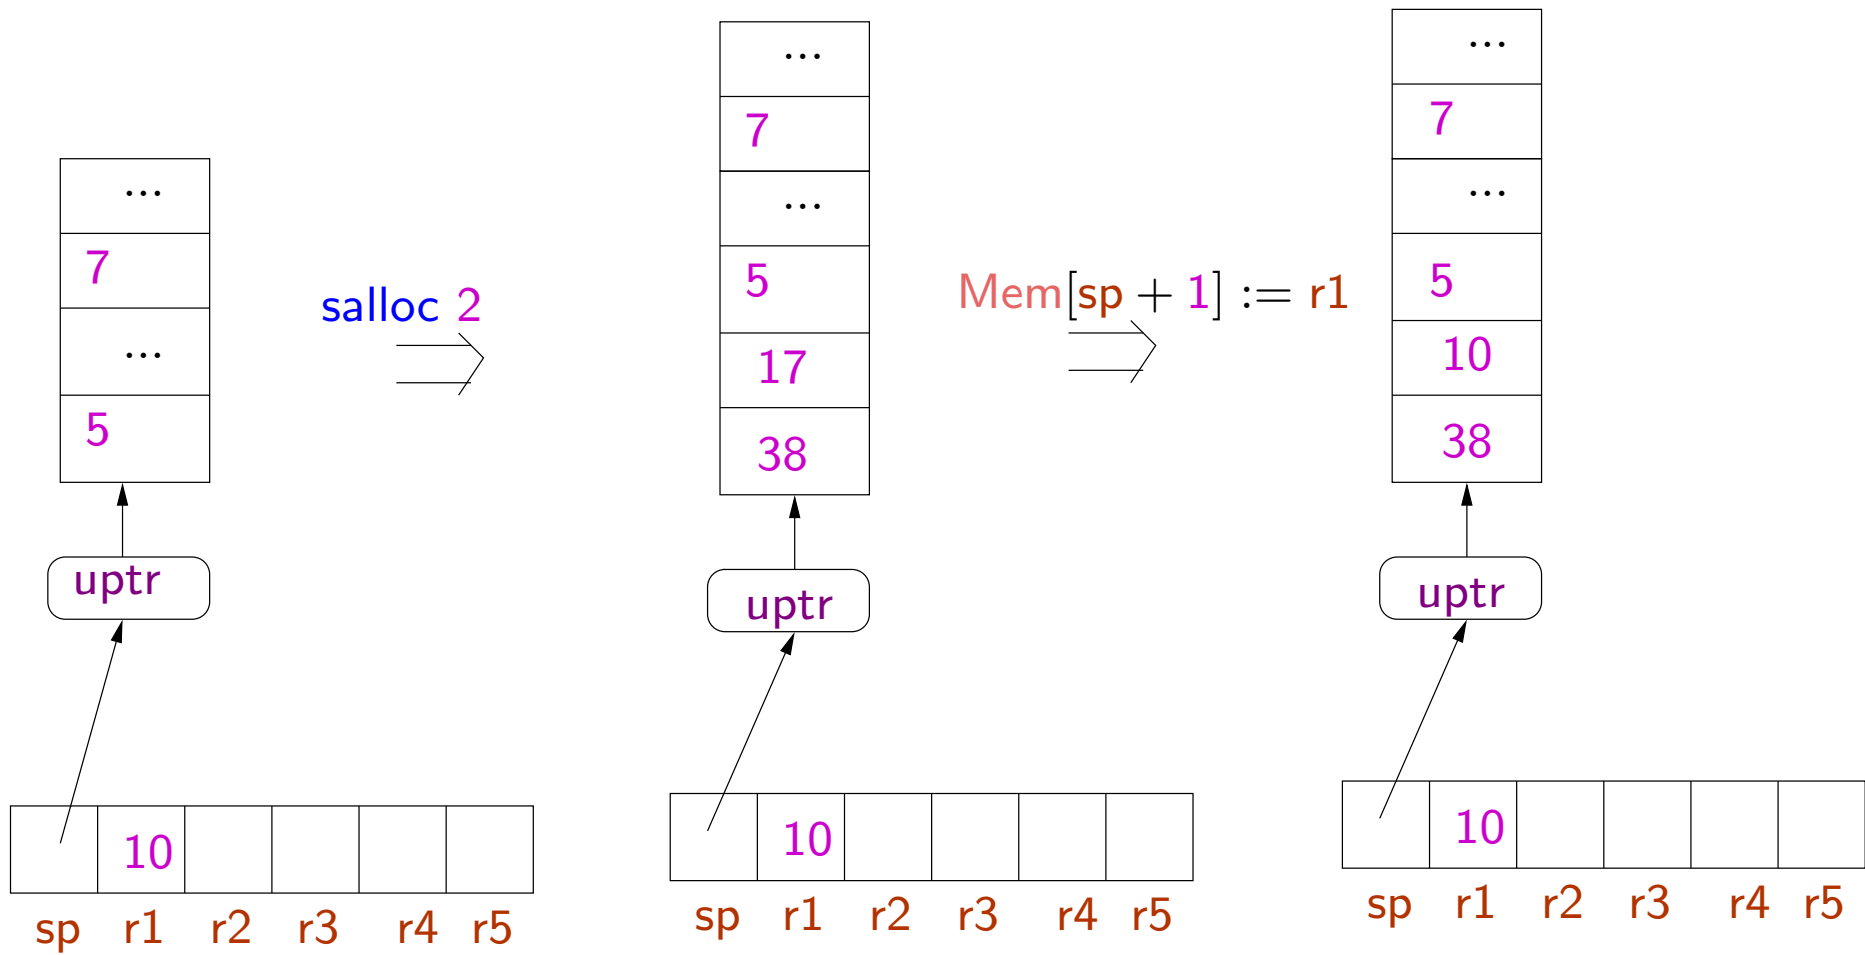 ...
7
...
5
uptr
10
sp r1 r2 r3 r4 r5
salloc 2
...
7
...
5
17
38
uptr
10
sp r1 r2 r3 r4 r5
Mem[sp + 1] := r1
...
7
...
5
10
38
uptr
10
sp r1 r2 r3 r4 r5